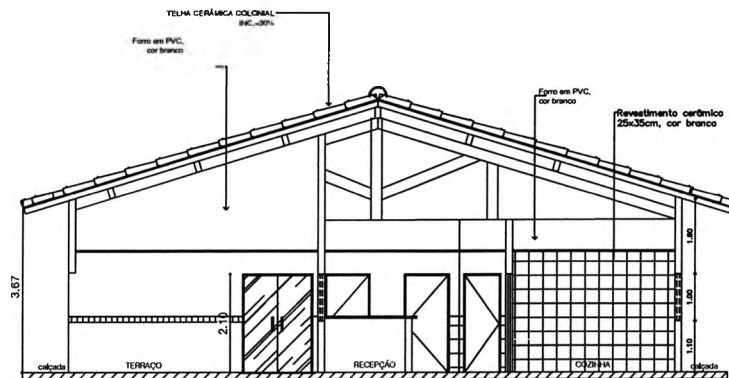 TELHA CERÂMICA COLONIAL
INC.=30%
Forro em PVC,
cor branco
Forro em PVC,
cor branco
Revestimento cerâmico
25x35cm, cor branco
3.67
2.10
1.80
1.00
1.10
calçada
TERRAÇO
RECEPÇÃO
COZINHA
calçada